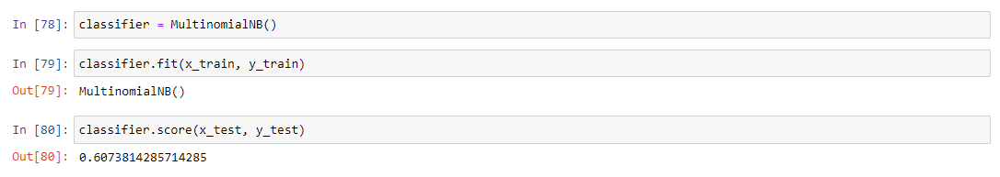 In [78]: classifier = MultinomialNB()
In [79]: classifier.fit(x_train, y_train)
Out[79]: MultinomialNB()
In [80]: classifier.score(x_test, y_test)
Out[80]: 0.6073814285714285